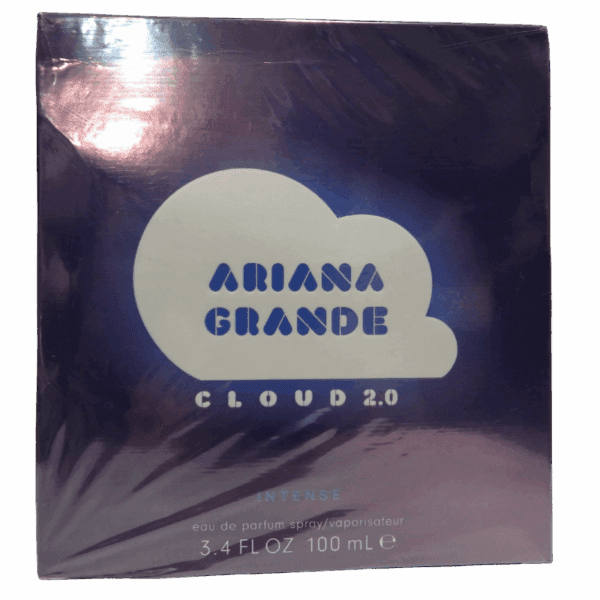 ARIANA
GRANDE
CLOUD 2.0
INTENSE
eau de parfum spray/vaporisateur
3.4 FL OZ 100 mL ℮